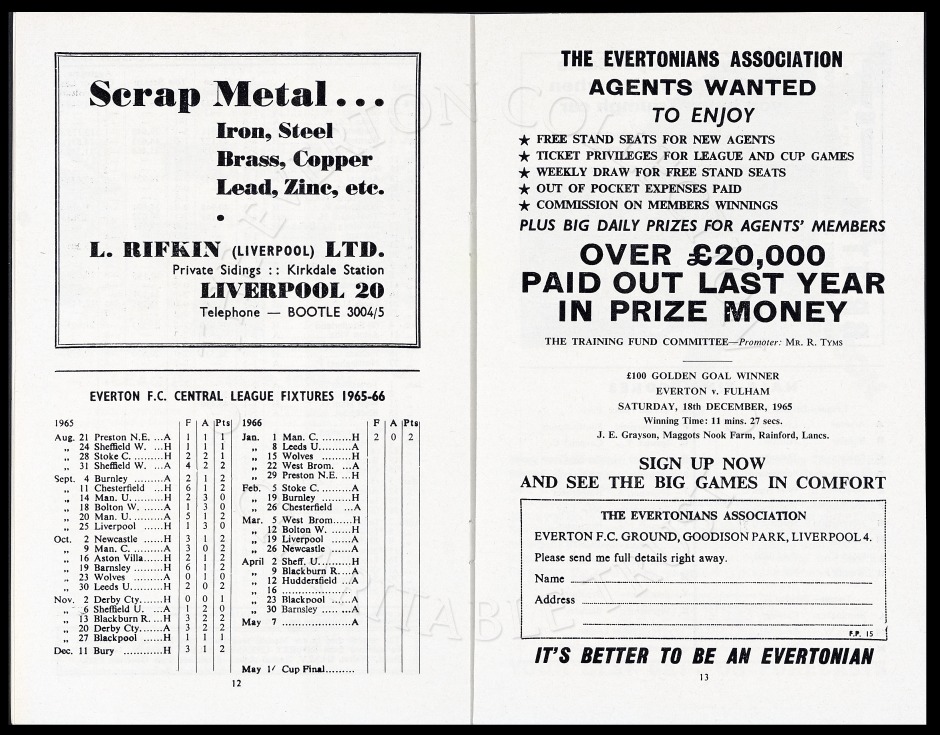 Scrap Metal...
Iron, Steel
Brass, Copper
Lead, Zinc, etc.
L. RIFKIN (LIVERPOOL) LTD.
Private Sidings :: Kirkdale Station
LIVERPOOL 20
Telephone — BOOTLE 3004/5
EVERTON F.C. CENTRAL LEAGUE FIXTURES 1965-66
1965 F A Pts
Aug. 21 Preston N.E. ...A 1 1 1
„ 24 Sheffield W. ...H 1 1 1
„ 28 Stoke C. ......H 2 2 1
„ 31 Sheffield W. ...A 4 2 2
Sept. 4 Burnley .........A 2 1 2
„ 11 Chesterfield ...H 6 1 2
„ 14 Man. U. .........H 2 3 0
„ 18 Bolton W. ......A 1 3 0
„ 20 Man. U. .........A 5 1 2
„ 25 Liverpool ......H 1 3 0
Oct. 2 Newcastle ......H 3 1 2
„ 9 Man. C. .........A 3 0 2
„ 16 Aston Villa......H 2 1 2
„ 19 Barnsley .........H 6 1 2
„ 23 Wolves .........A 0 1 0
„ 30 Leeds U..........H 2 0 2
Nov. 2 Derby Cty.......H 0 0 1
„ 6 Sheffield U. ...A 1 2 0
„ 13 Blackburn R. ...H 3 2 2
„ 20 Derby Cty.......A 3 2 2
„ 27 Blackpool ......H 1 1 1
Dec. 11 Bury ............H 3 1 2
1966 F A Pts
Jan. 1 Man. C. .........H 2 0 2
„ 8 Leeds U..........A
„ 15 Wolves .........H
„ 22 West Brom. ...A
„ 29 Preston N.E. ...H
Feb. 5 Stoke C. .........A
„ 19 Burnley .........H
„ 26 Chesterfield ...A
Mar. 5 West Brom......H
„ 12 Bolton W. ......H
„ 19 Liverpool ......A
„ 26 Newcastle ......A
April 2 Sheff. U..........H
„ 9 Blackburn R....A
„ 12 Huddersfield ...A
„ 16 .....................H
„ 23 Blackpool ......A
„ 30 Barnsley .........A
May 7 .....................A
May Cup Final.........
12
THE EVERTONIANS ASSOCIATION
AGENTS WANTED
TO ENJOY
★ FREE STAND SEATS FOR NEW AGENTS
★ TICKET PRIVILEGES FOR LEAGUE AND CUP GAMES
★ WEEKLY DRAW FOR FREE STAND SEATS
★ OUT OF POCKET EXPENSES PAID
★ COMMISSION ON MEMBERS WINNINGS
PLUS BIG DAILY PRIZES FOR AGENTS' MEMBERS
OVER £20,000
PAID OUT LAST YEAR
IN PRIZE MONEY
THE TRAINING FUND COMMITTEE—Promoter: MR. R. TYMS
£100 GOLDEN GOAL WINNER
EVERTON v. FULHAM
SATURDAY, 18th DECEMBER, 1965
Winning Time: 11 mins. 27 secs.
J. E. Grayson, Maggots Nook Farm, Rainford, Lancs.
SIGN UP NOW
AND SEE THE BIG GAMES IN COMFORT
THE EVERTONIANS ASSOCIATION
EVERTON F.C. GROUND, GOODISON PARK, LIVERPOOL 4.
Please send me full details right away.
Name
Address
F.P. 15
IT'S BETTER TO BE AN EVERTONIAN
13